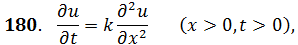 180. ∂u/∂t = k ∂²u/∂x² (x > 0, t > 0),